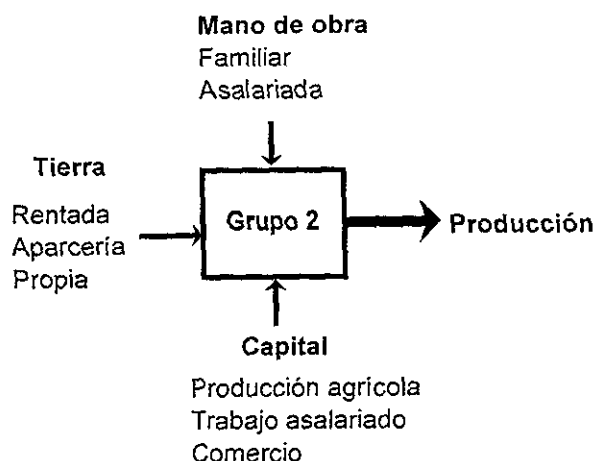 Mano de obra
Familiar
Asalariada
Tierra
Rentada
Aparcería
Propia
Grupo 2
Producción
Capital
Producción agrícola
Trabajo asalariado
Comercio